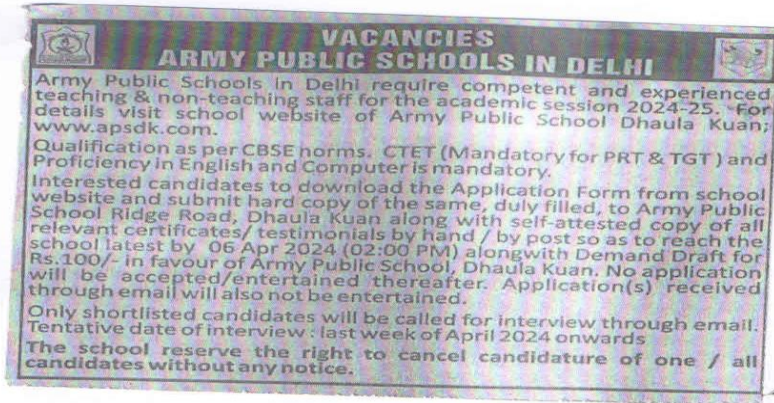 VACANCIES
ARMY PUBLIC SCHOOLS IN DELHI
Army Public Schools in Delhi require competent and experienced
teaching & non-teaching staff for the academic session 2024-25. For
details visit school website of Army Public School Dhaula Kuan;
www.apsdk.com.
Qualification as per CBSE norms. CTET (Mandatory for PRT & TGT ) and
Proficiency in English and Computer is mandatory.
Interested candidates to download the Application Form from school
website and submit hard copy of the same, duly filled, to Army Public
School Ridge Road, Dhaula Kuan along with self-attested copy of all
relevant certificates/ testimonials by hand / by post so as to reach the
school latest by 06 Apr 2024 (02:00 PM) alongwith Demand Draft for
Rs.100/- in favour of Army Public School, Dhaula Kuan. No application
will be accepted/entertained thereafter. Application(s) received
through email will also not be entertained.
Only shortlisted candidates will be called for interview through email.
Tentative date of interview : last week of April 2024 onwards
The school reserve the right to cancel candidature of one / all
candidates without any notice.